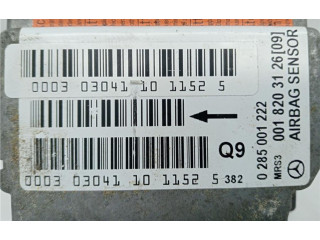 0003 03041 10 1152 5
Q9
0003 03041 10 1152 5 382
0 285 001 222
MRS3
001 820 31 26 [09]
AIRBAG SENSOR